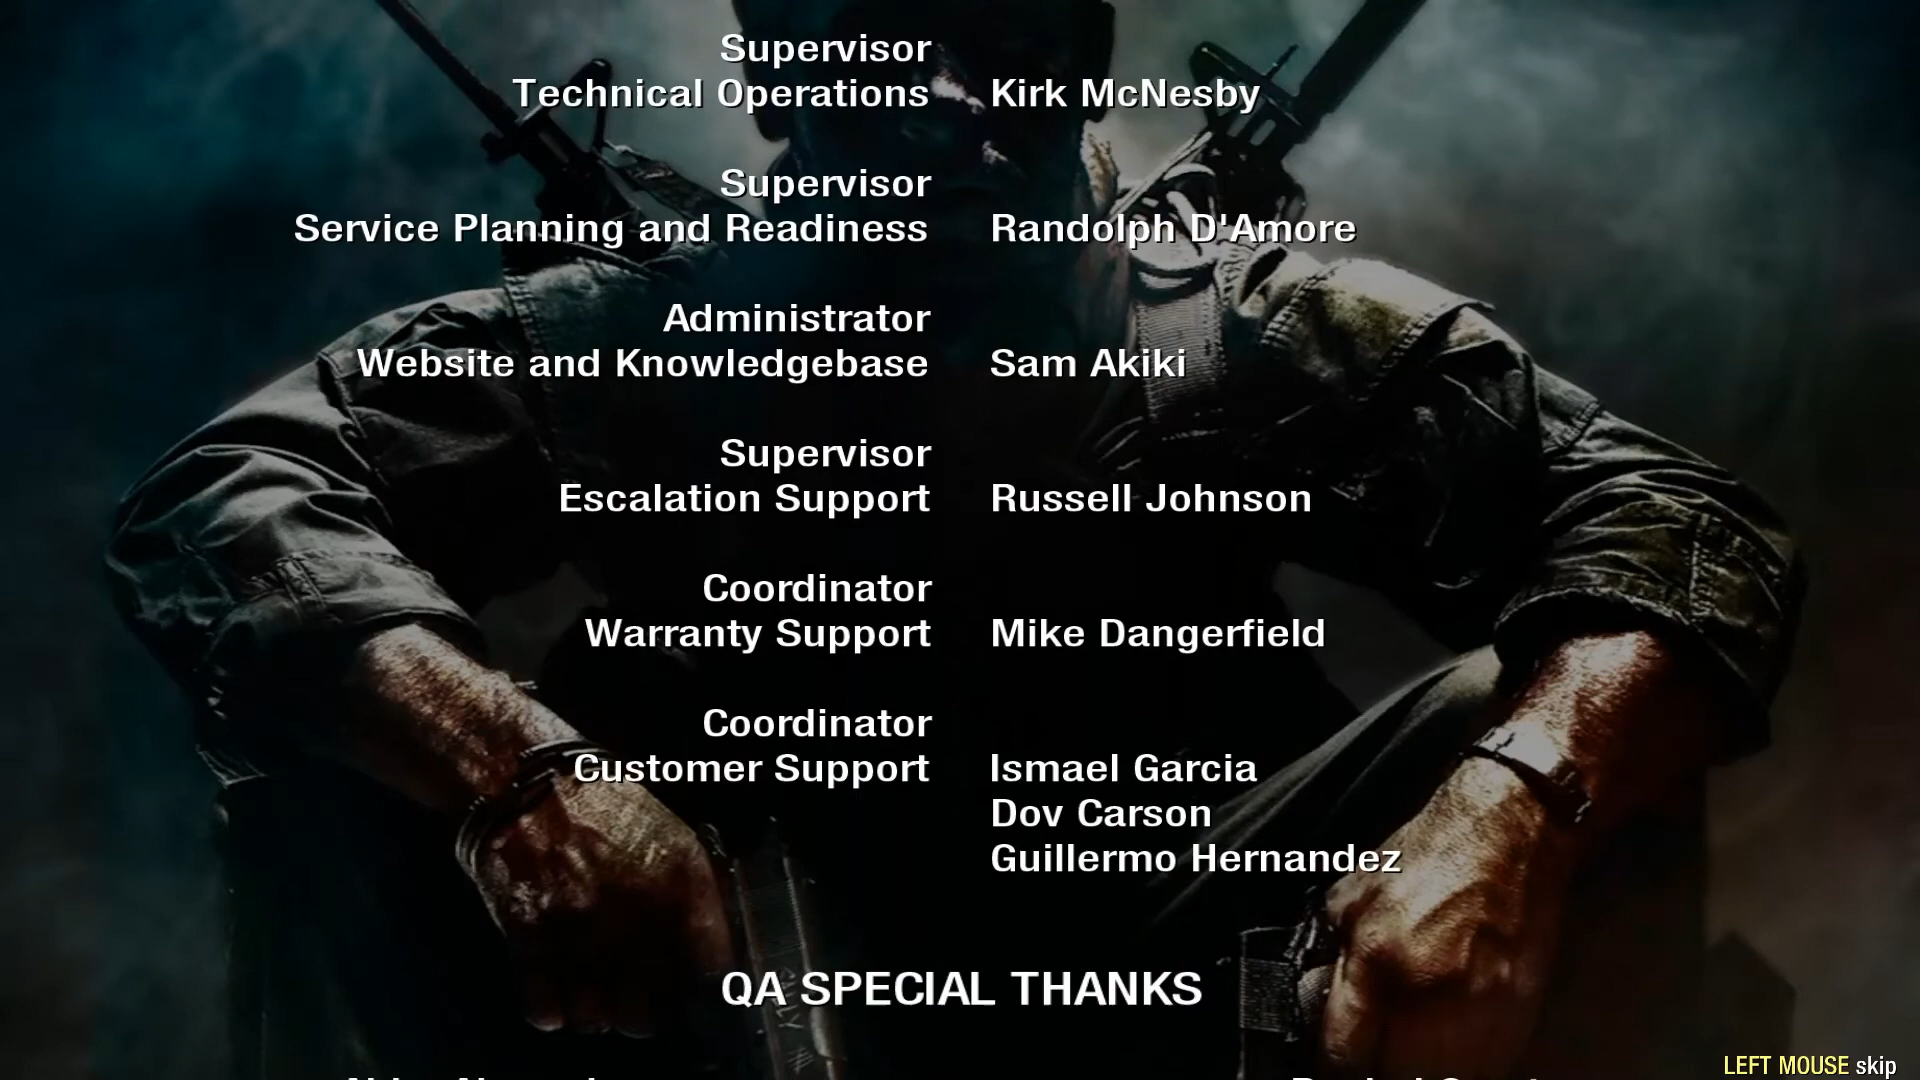 Supervisor
Technical Operations Kirk McNesby
Supervisor
Service Planning and Readiness Randolph D'Amore
Administrator
Website and Knowledgebase Sam Akiki
Supervisor
Escalation Support Russell Johnson
Coordinator
Warranty Support Mike Dangerfield
Coordinator
Customer Support Ismael Garcia
Dov Carson
Guillermo Hernandez
QA SPECIAL THANKS
LEFT MOUSE skip